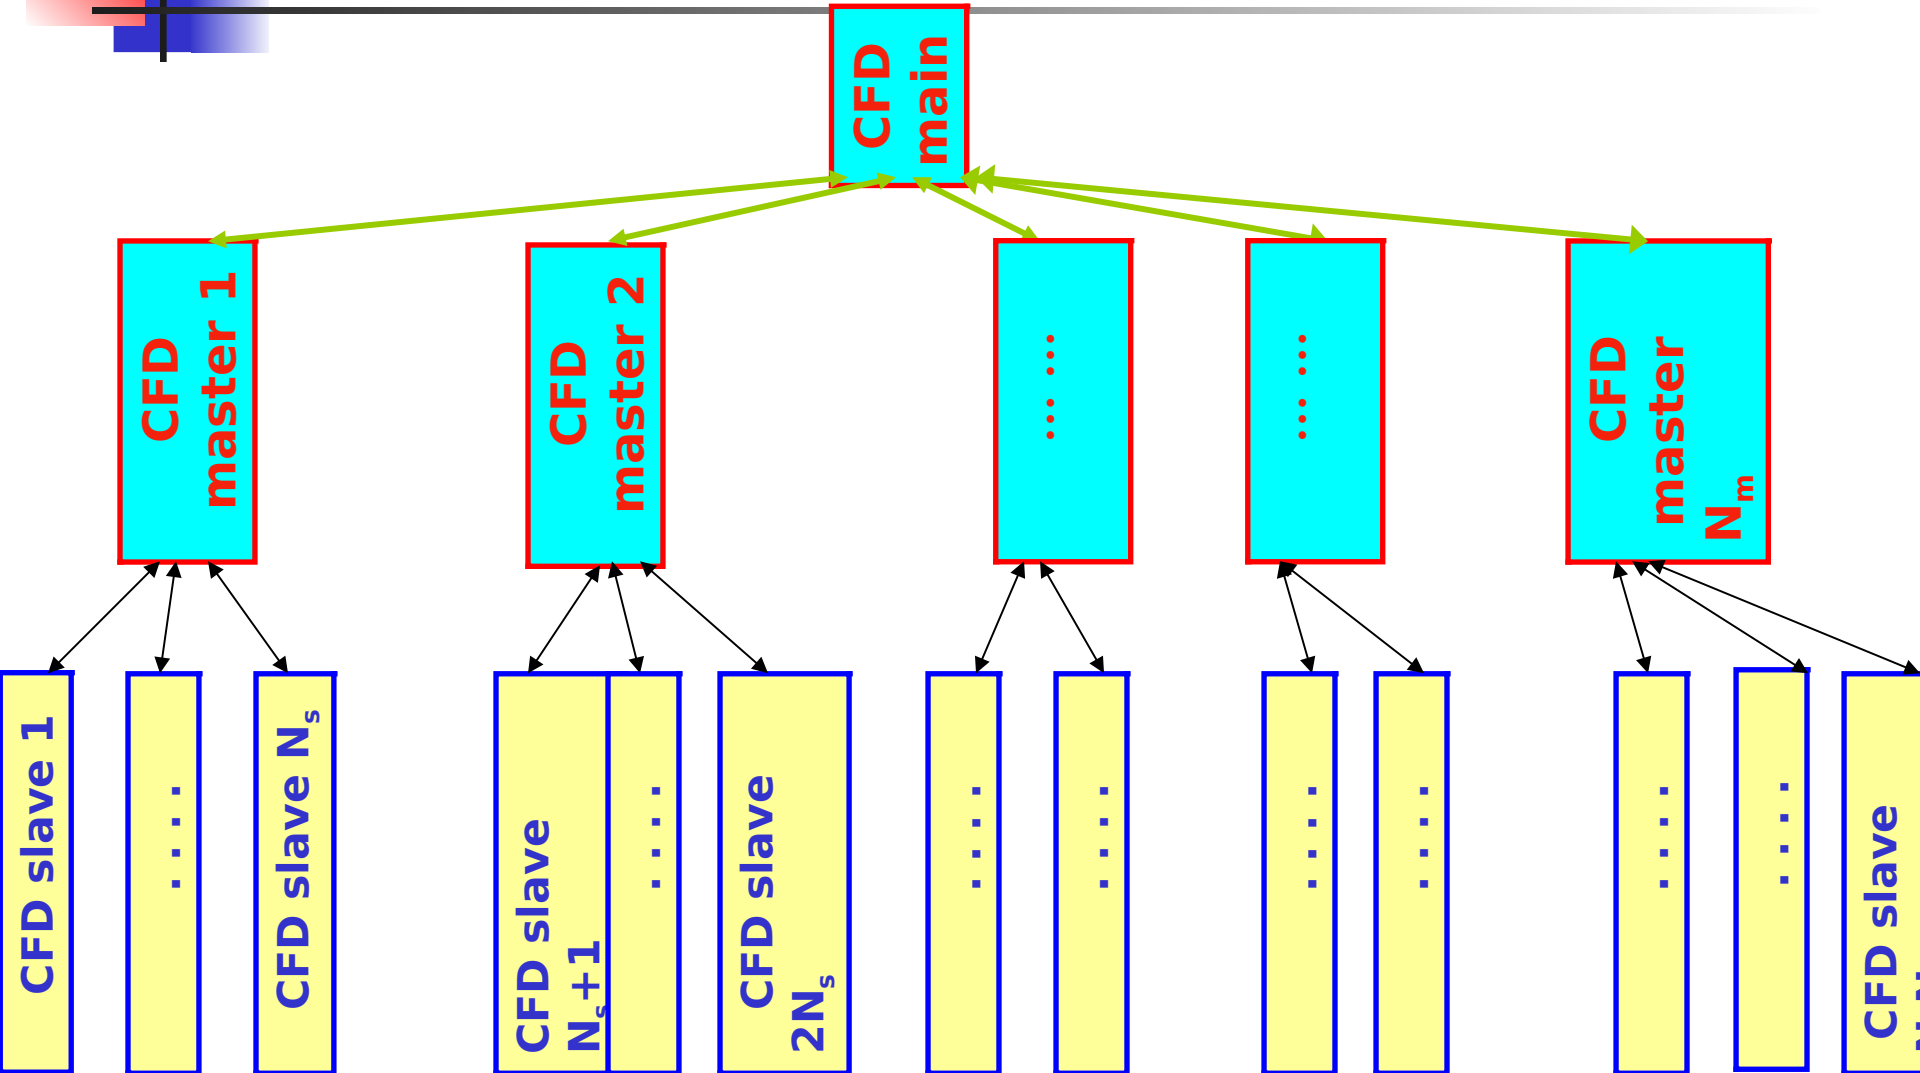 CFD
main
CFD
master 1
CFD
master 2
... ...
... ...
CFD
master
Nm
CFD slave 1
. . . .
CFD slave Ns
CFD slave
Ns+1
. . . .
CFD slave
2Ns
. . . .
. . . .
. . . .
. . . .
. . . .
. . . .
CFD slave